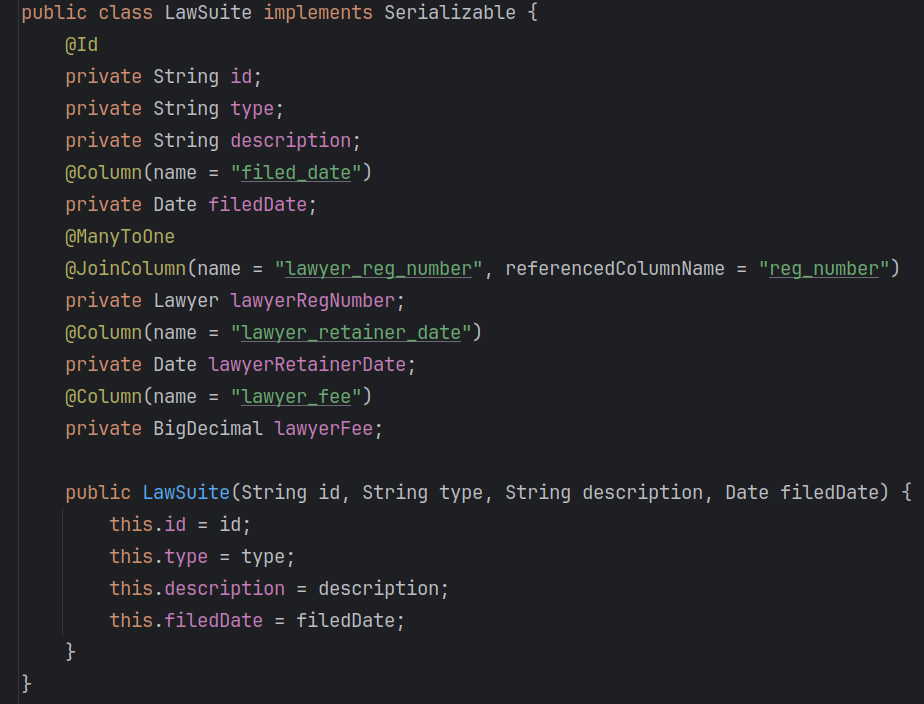 public class LawSuite implements Serializable {
@Id
private String id;
private String type;
private String description;
@Column(name = "filed_date")
private Date filedDate;
@ManyToOne
@JoinColumn(name = "lawyer_reg_number", referencedColumnName = "reg_number")
private Lawyer lawyerRegNumber;
@Column(name = "lawyer_retainer_date")
private Date lawyerRetainerDate;
@Column(name = "lawyer_fee")
private BigDecimal lawyerFee;
public LawSuite(String id, String type, String description, Date filedDate) {
this.id = id;
this.type = type;
this.description = description;
this.filedDate = filedDate;
}
}